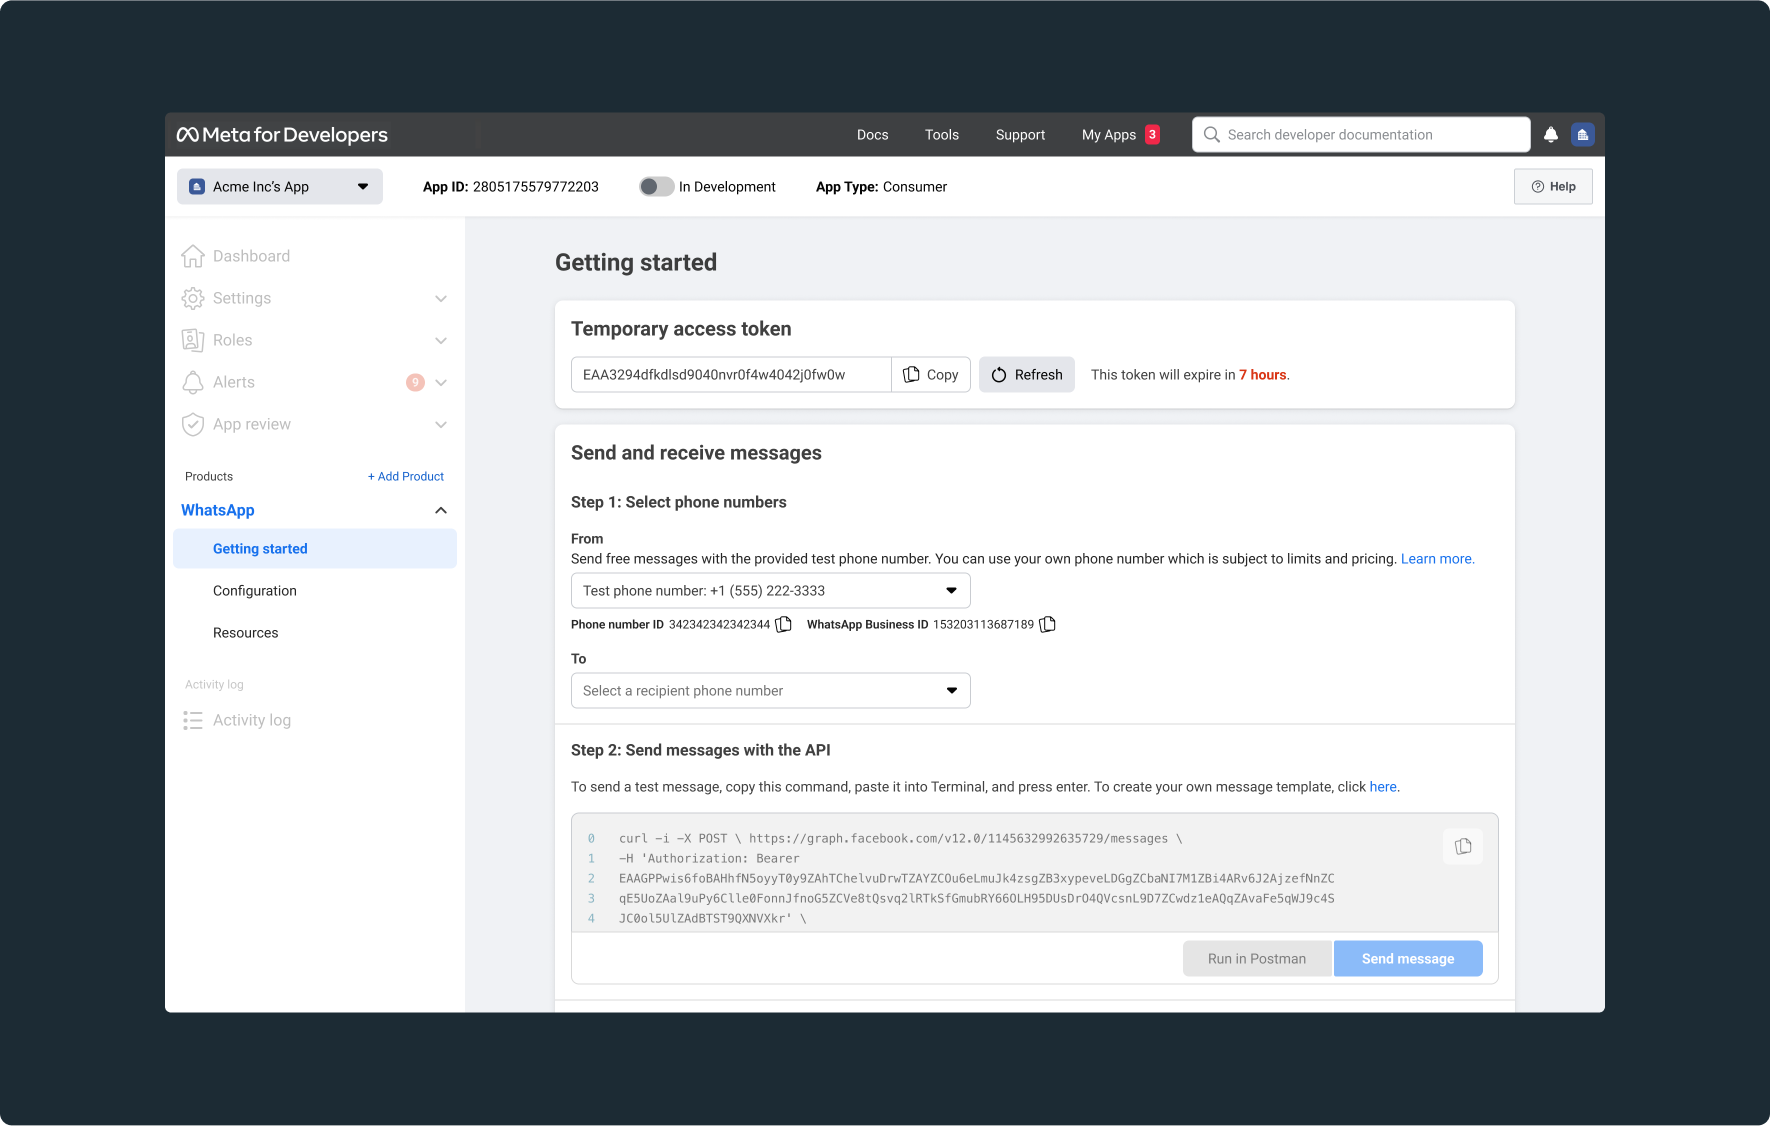 Meta for Developers
Docs
Tools
Support
My Apps 3
Search developer documentation
Acme Inc's App
App ID: 2805175579772203
In Development
App Type: Consumer
Help
Dashboard
Settings
Roles
Alerts 9
App review
Products
+ Add Product
WhatsApp
Getting started
Configuration
Resources
Activity log
Activity log
Getting started
Temporary access token
EAA3294dfkdlsd9040nvr0f4w4042j0fw0w
Copy
Refresh
This token will expire in 7 hours.
Send and receive messages
Step 1: Select phone numbers
From
Send free messages with the provided test phone number. You can use your own phone number which is subject to limits and pricing. Learn more.
Test phone number: +1 (555) 222-3333
Phone number ID 342342342342344 WhatsApp Business ID 153203113687189
To
Select a recipient phone number
Step 2: Send messages with the API
To send a test message, copy this command, paste it into Terminal, and press enter. To create your own message template, click here.
0 curl -i -X POST \ https://graph.facebook.com/v12.0/1145632992635729/messages \
1 -H 'Authorization: Bearer
2 EAAGPPwis6foBAHhfN5oyyT0y9ZAhTChelvuDrwTZAYZCOu6eLmuJk4zsgZB3xypeveLDGgZCbaNI7M1ZBi4ARv6J2AjzefNnZC
3 qE5UoZAal9uPy6Clle0FonnJfnoG5ZCVe8tQsvq2lRTkSfGmubRY66OLH95DUsDrO4QVcsnL9D7ZCwdz1eAQqZAvaFe5qWJ9c4S
4 JC0ol5UlZAdBTST9QXNVXkr' \
Run in Postman
Send message